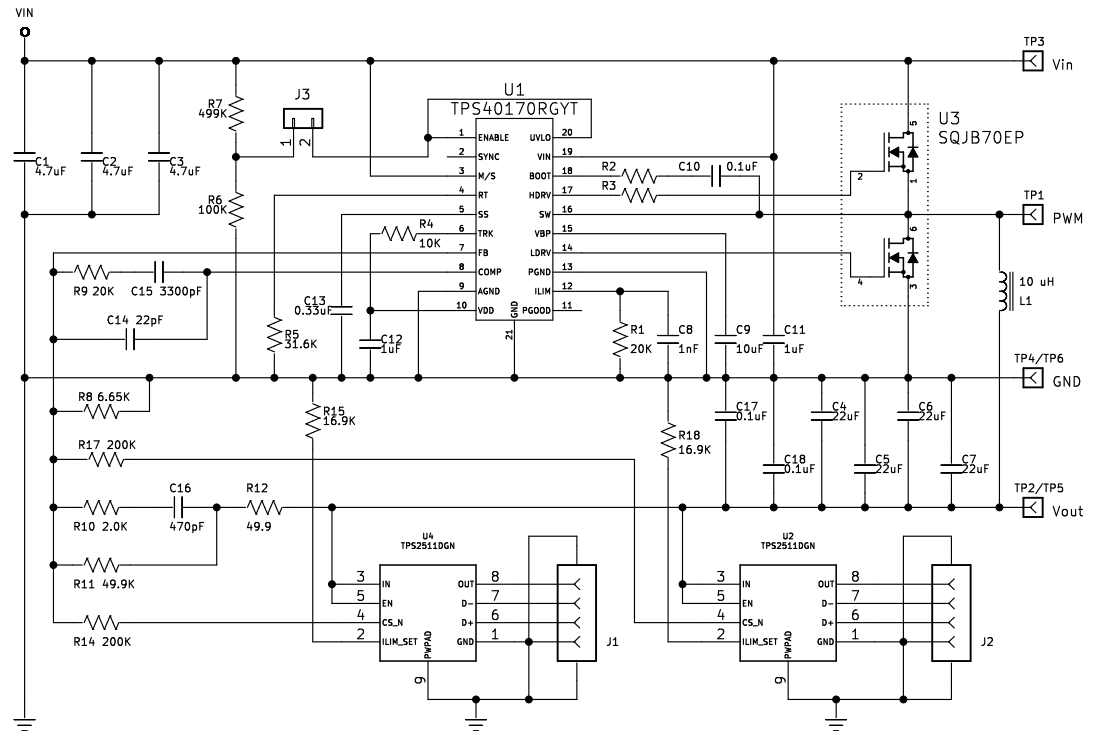 VIN
TP3
Vin
J3
1
2
R7
499K
U1
TPS40170RGYT
1 ENABLE
2 SYNC
3 M/S
4 RT
5 SS
6 TRK
7 FB
8 COMP
9 AGND
10 VDD
UVLO 20
VIN 19
BOOT 18
HDRV 17
SW 16
VBP 15
LDRV 14
PGND 13
ILIM 12
PGOOD 11
GND
21
U3
SQJB70EP
5
2
1
6
4
3
C1
4.7uF
C2
4.7uF
C3
4.7uF
R2
C10 0.1uF
R3
R6
100K
R4
10K
TP1
PWM
10 uH
L1
R9 20K
C15 3300pF
C14 22pF
C13
0.33uF
R5
31.6K
C12
1uF
R1
20K
C8
1nF
C9
10uF
C11
1uF
TP4/TP6
GND
R8 6.65K
R15
16.9K
R17 200K
R18
16.9K
C17
0.1uF
C4
22uF
C6
22uF
C18
0.1uF
C5
22uF
C7
22uF
TP2/TP5
Vout
C16
470pF
R12
49.9
R10 2.0K
R11 49.9K
R14 200K
U4
TPS2511DGN
3 IN
5 EN
4 CS_N
2 ILIM_SET
OUT 8
D- 7
D+ 6
GND 1
PWPAD
9
J1
U2
TPS2511DGN
3 IN
5 EN
4 CS_N
2 ILIM_SET
OUT 8
D- 7
D+ 6
GND 1
PWPAD
9
J2